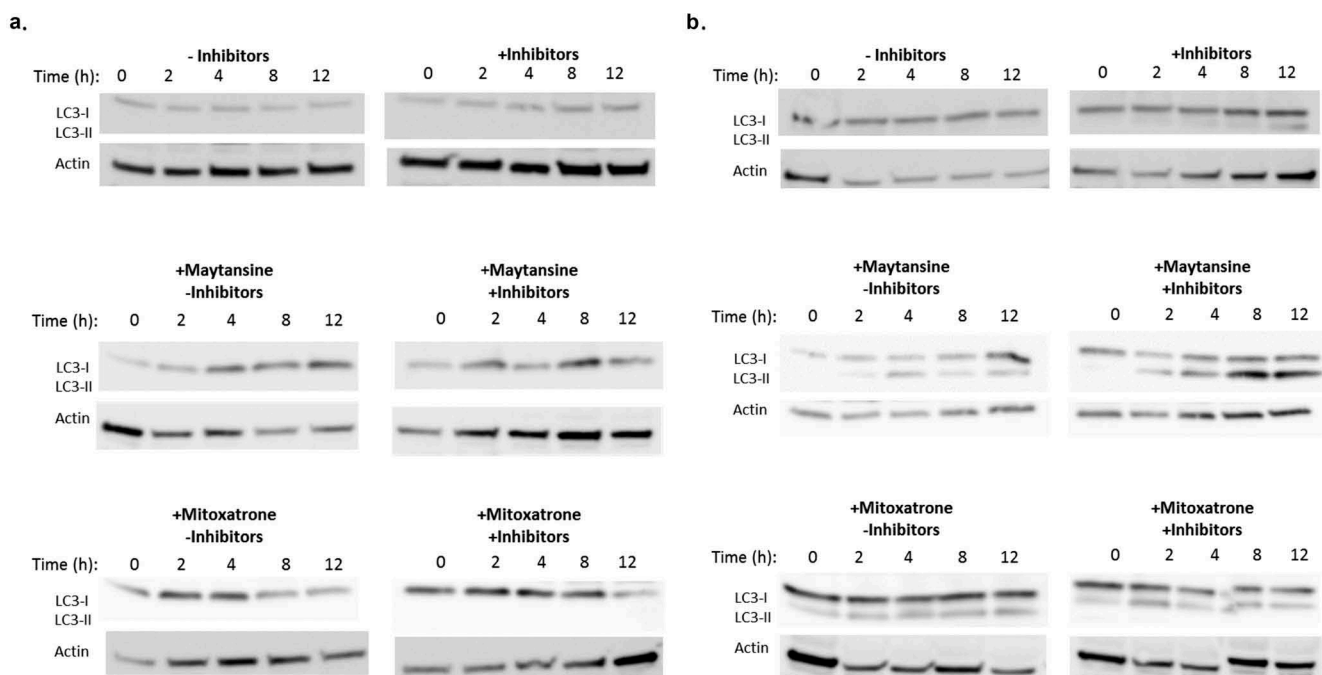 a.
- Inhibitors
+Inhibitors
Time (h): 0 2 4 8 12
0 2 4 8 12
LC3-I
LC3-II
Actin
+Maytansine
-Inhibitors
+Maytansine
+Inhibitors
Time (h): 0 2 4 8 12
0 2 4 8 12
LC3-I
LC3-II
Actin
+Mitoxatrone
-Inhibitors
+Mitoxatrone
+Inhibitors
Time (h): 0 2 4 8 12
0 2 4 8 12
LC3-I
LC3-II
Actin
b.
- Inhibitors
+Inhibitors
Time (h): 0 2 4 8 12
0 2 4 8 12
LC3-I
LC3-II
Actin
+Maytansine
-Inhibitors
+Maytansine
+Inhibitors
Time (h): 0 2 4 8 12
0 2 4 8 12
LC3-I
LC3-II
Actin
+Mitoxatrone
-Inhibitors
+Mitoxatrone
+Inhibitors
Time (h): 0 2 4 8 12
0 2 4 8 12
LC3-I
LC3-II
Actin